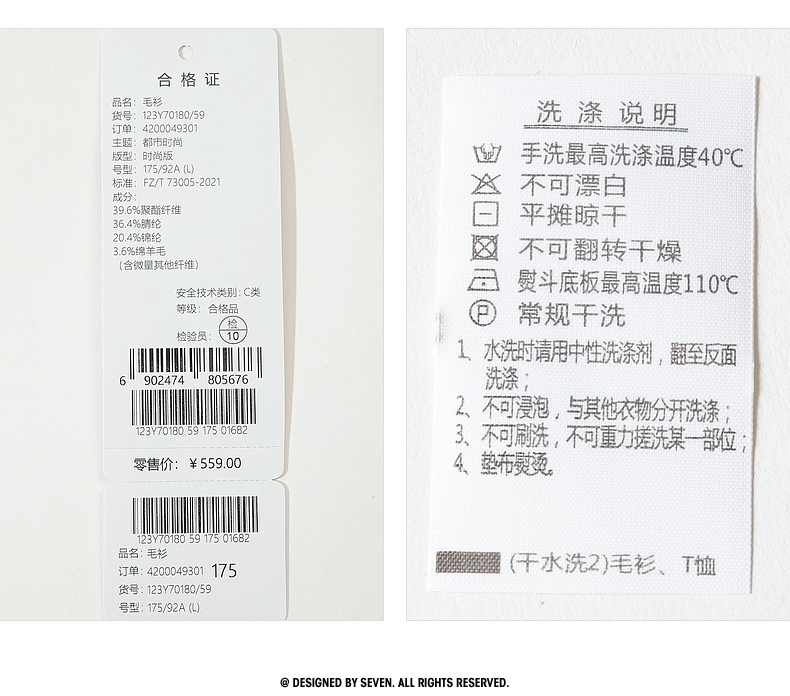 合格证
品名：毛衫
货号：123Y70180/59
订单：4200049301
主题：都市时尚
版型：时尚版
号型：175/92A (L)
标准：FZ/T 73005-2021
成分：
39.6%聚酯纤维
36.4%腈纶
20.4%锦纶
3.6%绵羊毛
（含微量其他纤维）
安全技术类别：C类
等级：合格品
检验员：检 10
6 902474 805676
123Y70180 59 175 01682
零售价：￥559.00
123Y70180 59 175 01682
品名：毛衫
订单：4200049301 175
货号：123Y70180/59
号型：175/92A (L)
洗涤说明
手洗最高洗涤温度40℃
不可漂白
平摊晾干
不可翻转干燥
熨斗底板最高温度110℃
P 常规干洗
1、水洗时请用中性洗涤剂，翻至反面
洗涤；
2、不可浸泡，与其他衣物分开洗涤；
3、不可刷洗，不可重力搓洗某一部位；
4、垫布熨烫。
(干水洗2)毛衫、T恤
@ DESIGNED BY SEVEN. ALL RIGHTS RESERVED.